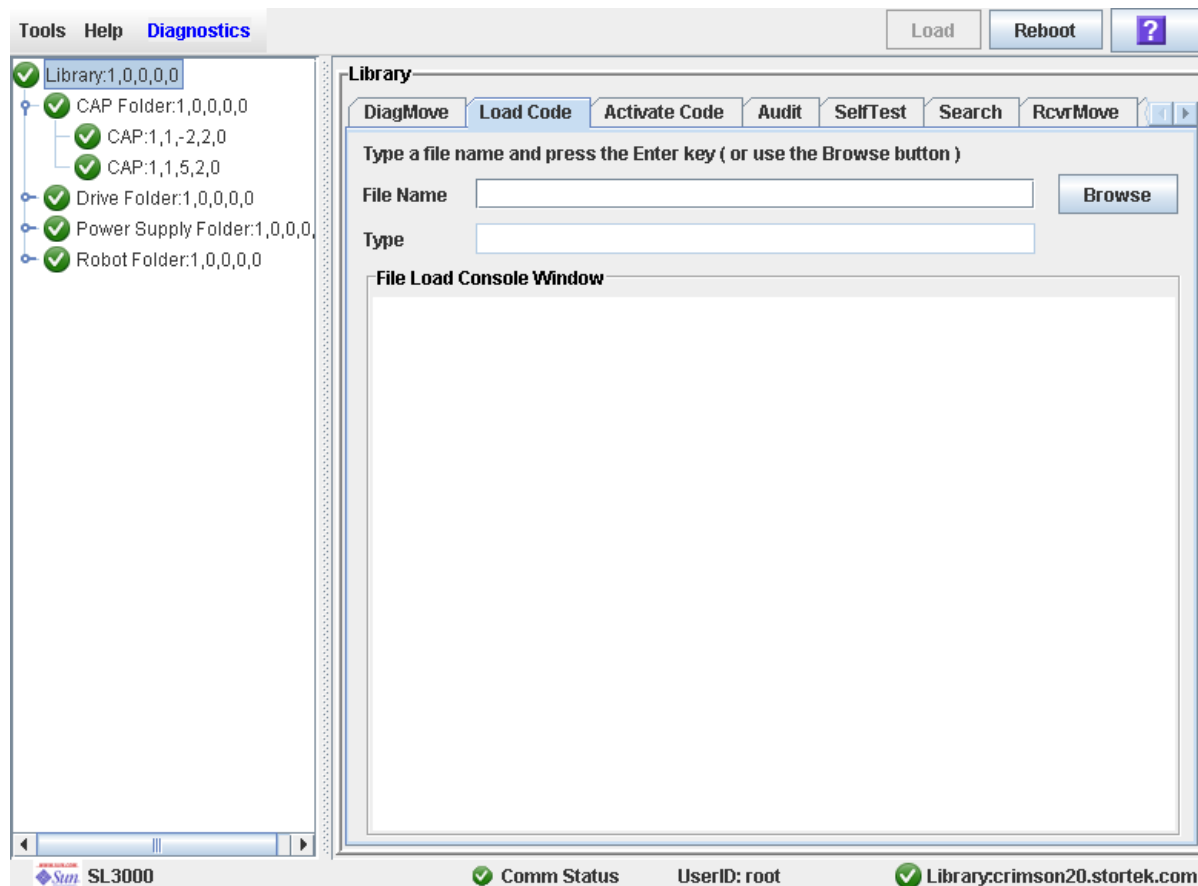 Tools Help Diagnostics
Load Reboot ?
Library:1,0,0,0,0
CAP Folder:1,0,0,0,0
CAP:1,1,-2,2,0
CAP:1,1,5,2,0
Drive Folder:1,0,0,0,0
Power Supply Folder:1,0,0,0,
Robot Folder:1,0,0,0,0
Library
DiagMove Load Code Activate Code Audit SelfTest Search RcvrMove
Type a file name and press the Enter key ( or use the Browse button )
File Name Browse
Type
File Load Console Window
www.sun.com
Sun SL3000 Comm Status UserID: root Library:crimson20.stortek.com